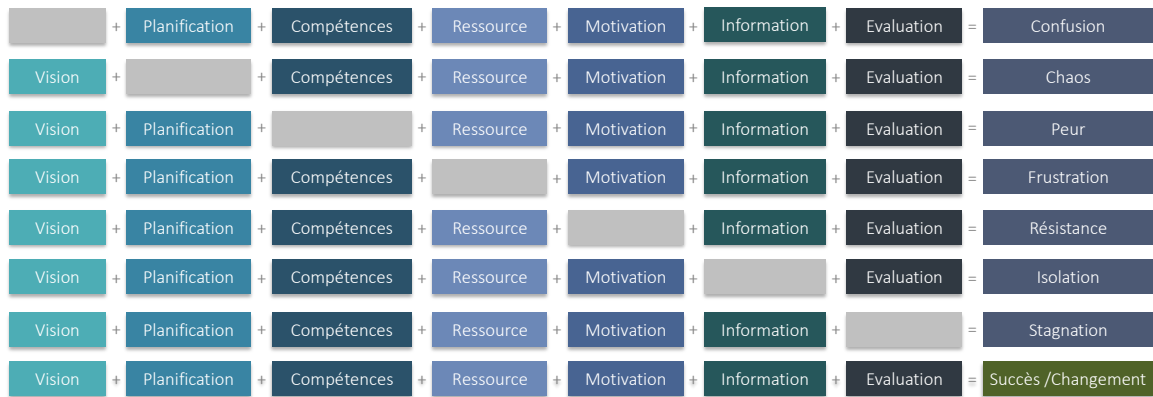 + Planification + Compétences + Ressource + Motivation + Information + Evaluation = Confusion
Vision + + Compétences + Ressource + Motivation + Information + Evaluation = Chaos
Vision + Planification + + Ressource + Motivation + Information + Evaluation = Peur
Vision + Planification + Compétences + + Motivation + Information + Evaluation = Frustration
Vision + Planification + Compétences + Ressource + + Information + Evaluation = Résistance
Vision + Planification + Compétences + Ressource + Motivation + + Evaluation = Isolation
Vision + Planification + Compétences + Ressource + Motivation + Information + = Stagnation
Vision + Planification + Compétences + Ressource + Motivation + Information + Evaluation = Succès /Changement